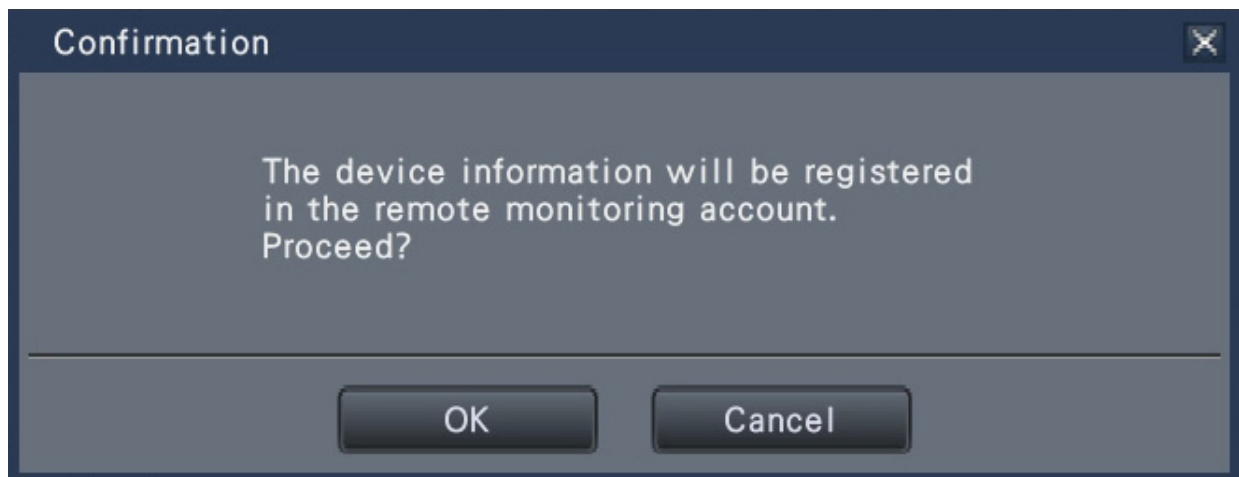 Confirmation
The device information will be registered
in the remote monitoring account.
Proceed?
OK
Cancel